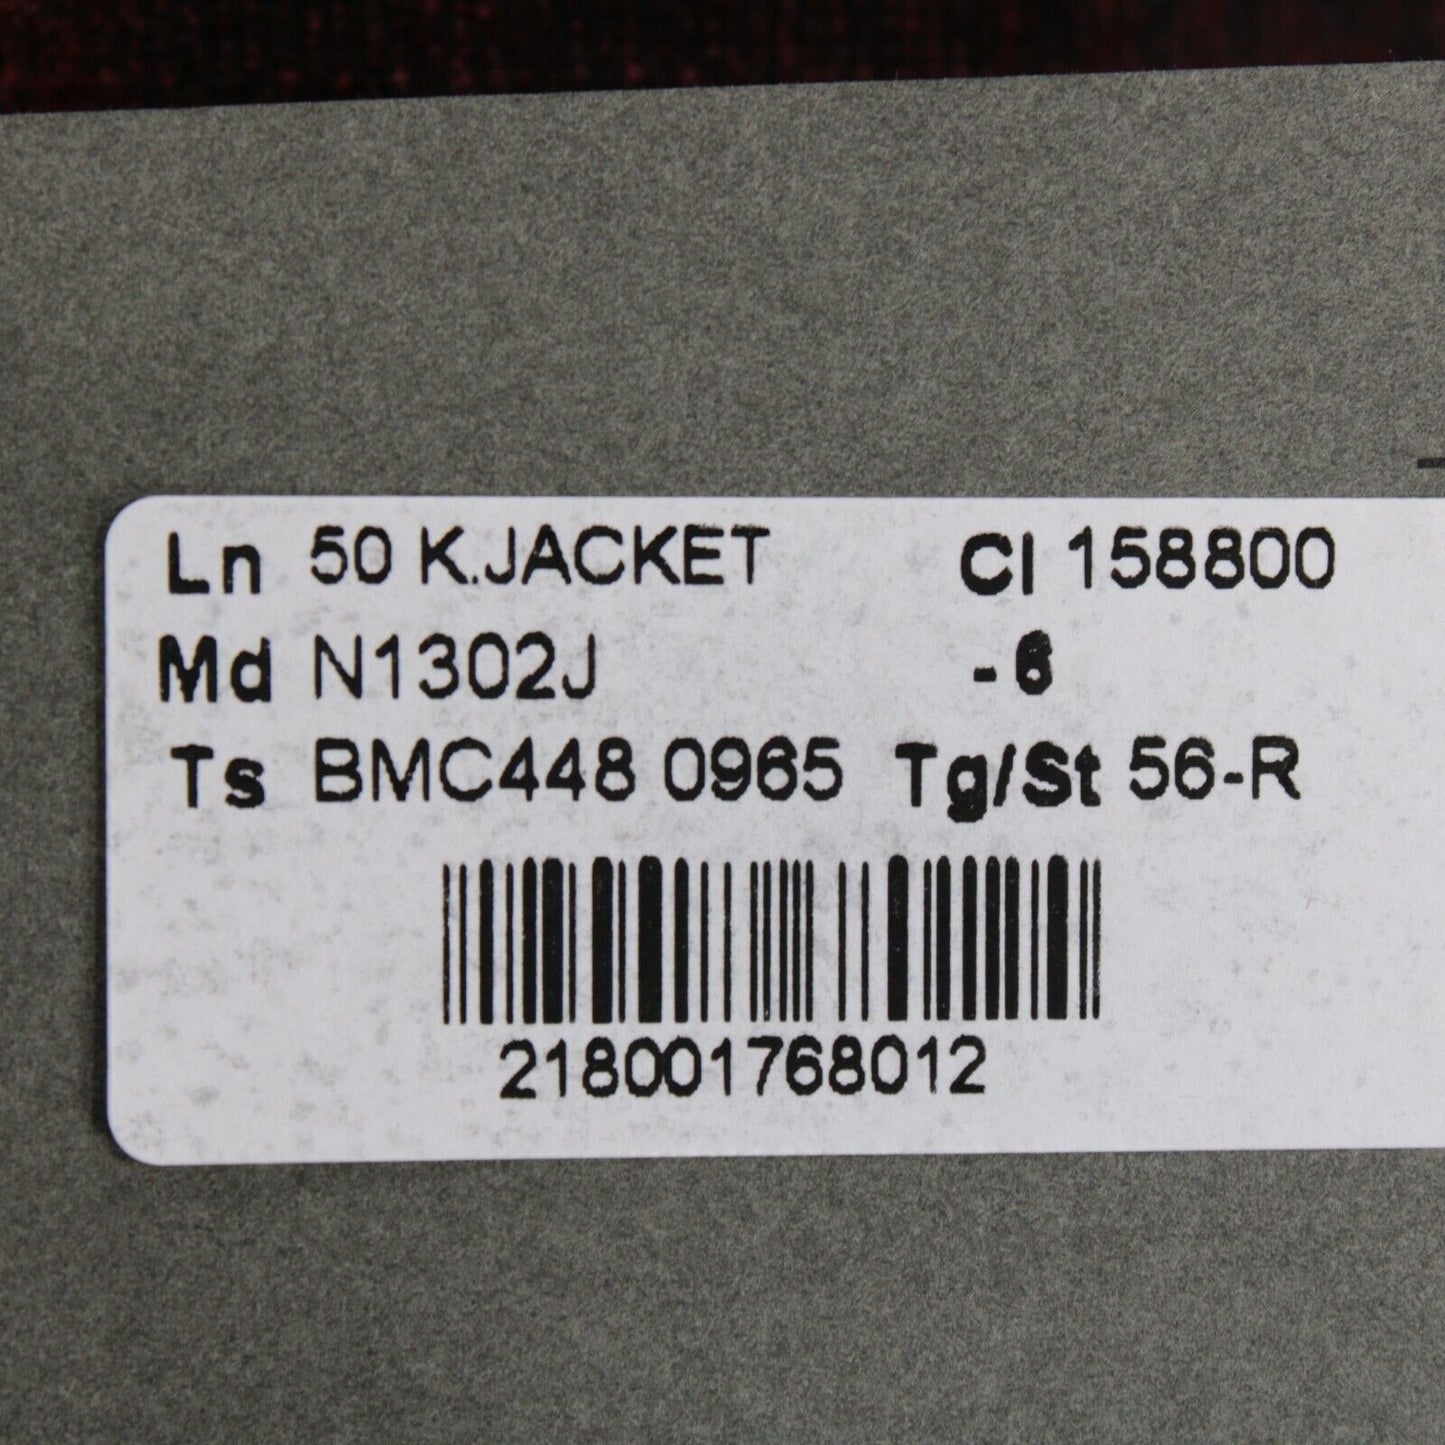 Ln 50 K.JACKET Cl 158800
Md N1302J - 6
Ts BMC448 0965 Tg/St 56-R
218001768012